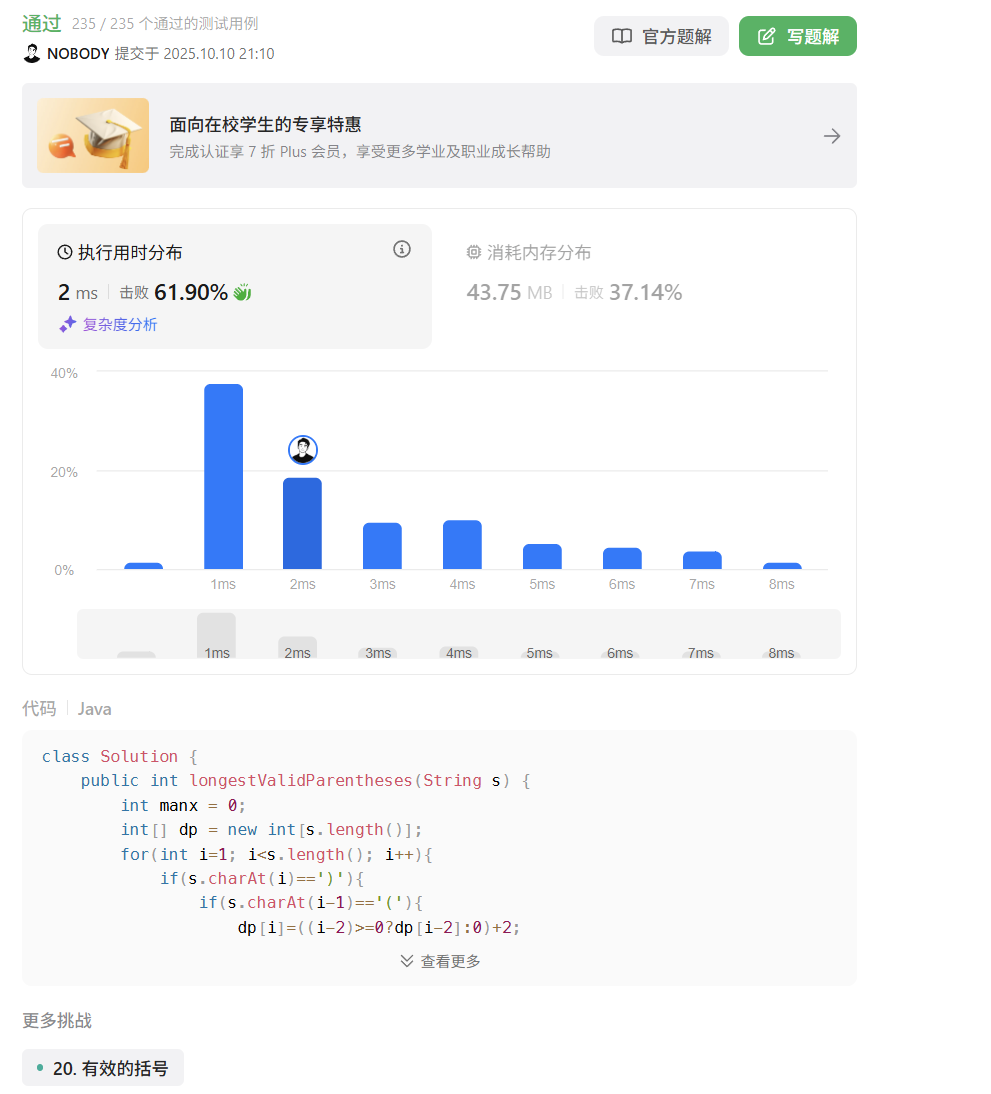 通过 235 / 235 个通过的测试用例
NOBODY 提交于 2025.10.10 21:10
官方题解
写题解
面向在校学生的专享特惠
完成认证享 7 折 Plus 会员，享受更多学业及职业成长帮助
执行用时分布
2 ms 击败 61.90%
复杂度分析
消耗内存分布
43.75 MB 击败 37.14%
40%
20%
0%
1ms 2ms 3ms 4ms 5ms 6ms 7ms 8ms
1ms 2ms 3ms 4ms 5ms 6ms 7ms 8ms
代码 Java
class Solution {
    public int longestValidParentheses(String s) {
        int manx = 0;
        int[] dp = new int[s.length()];
        for(int i=1; i<s.length(); i++){
            if(s.charAt(i)==')'){
                if(s.charAt(i-1)=='('){
                    dp[i]=((i-2)>=0?dp[i-2]:0)+2;
查看更多
更多挑战
20. 有效的括号